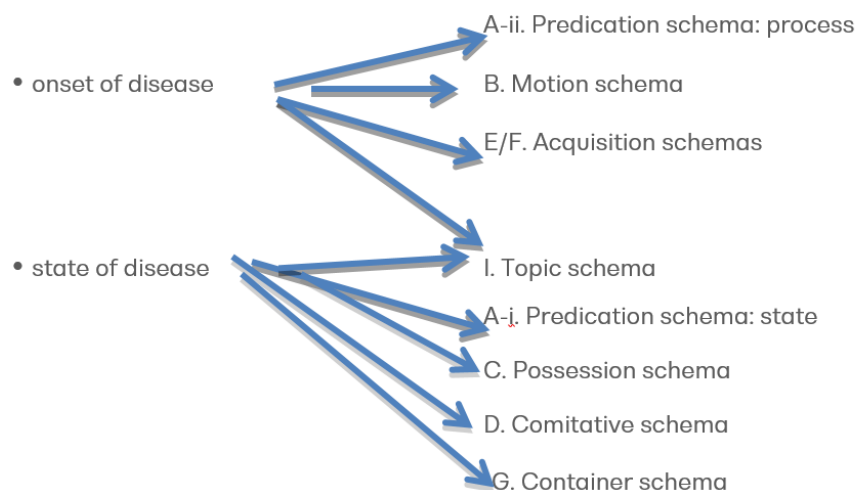 A-ii. Predication schema: process
• onset of disease
B. Motion schema
E/F. Acquisition schemas
• state of disease
I. Topic schema
A-i. Predication schema: state
C. Possession schema
D. Comitative schema
G. Container schema